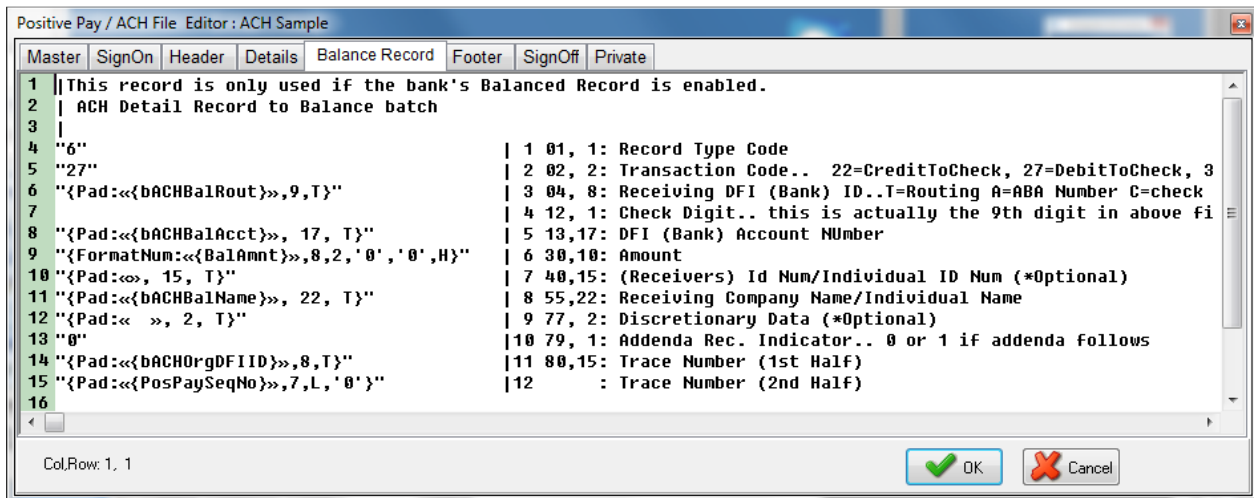 Positive Pay / ACH File Editor : ACH Sample
Master SignOn Header Details Balance Record Footer SignOff Private
1 |This record is only used if the bank's Balanced Record is enabled.
2 | ACH Detail Record to Balance batch
3 |
4 "6" | 1 01, 1: Record Type Code
5 "27" | 2 02, 2: Transaction Code.. 22=CreditToCheck, 27=DebitToCheck, 3
6 "{Pad:«{bACHBalRout}»,9,T}" | 3 04, 8: Receiving DFI (Bank) ID..T=Routing A=ABA Number C=check
7 | 4 12, 1: Check Digit.. this is actually the 9th digit in above fi
8 "{Pad:«{bACHBalAcct}», 17, T}" | 5 13,17: DFI (Bank) Account NUmber
9 "{FormatNum:«{BalAmnt}»,8,2,'0','0',H}" | 6 30,10: Amount
10 "{Pad:«», 15, T}" | 7 40,15: (Receivers) Id Num/Individual ID Num (*Optional)
11 "{Pad:«{bACHBalName}», 22, T}" | 8 55,22: Receiving Company Name/Individual Name
12 "{Pad:«  », 2, T}" | 9 77, 2: Discretionary Data (*Optional)
13 "0" |10 79, 1: Addenda Rec. Indicator.. 0 or 1 if addenda follows
14 "{Pad:«{bACHOrgDFIID}»,8,T}" |11 80,15: Trace Number (1st Half)
15 "{Pad:«{PosPaySeqNo}»,7,L,'0'}" |12 : Trace Number (2nd Half)
16
Col,Row: 1, 1
OK Cancel